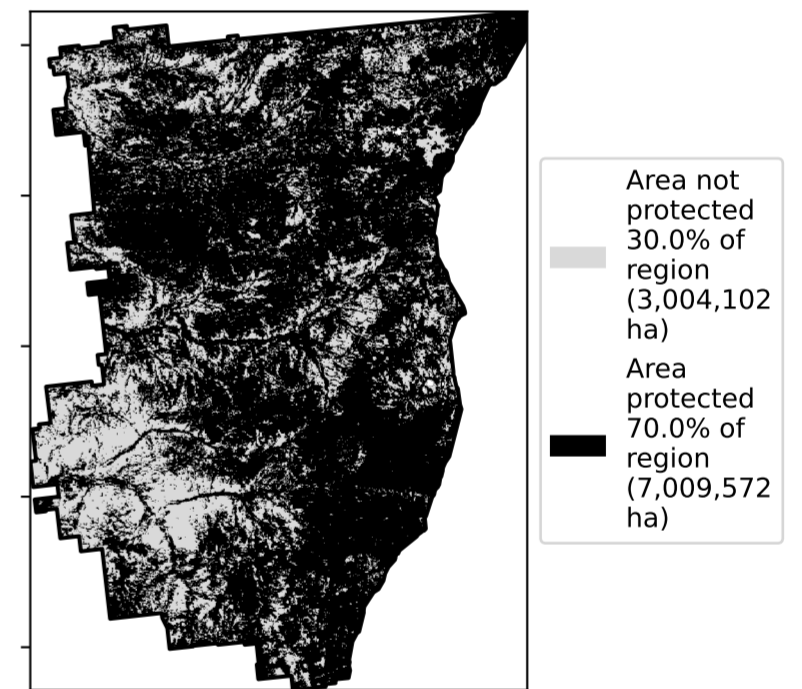 Area not
protected
30.0% of
region
(3,004,102
ha)
Area
protected
70.0% of
region
(7,009,572
ha)